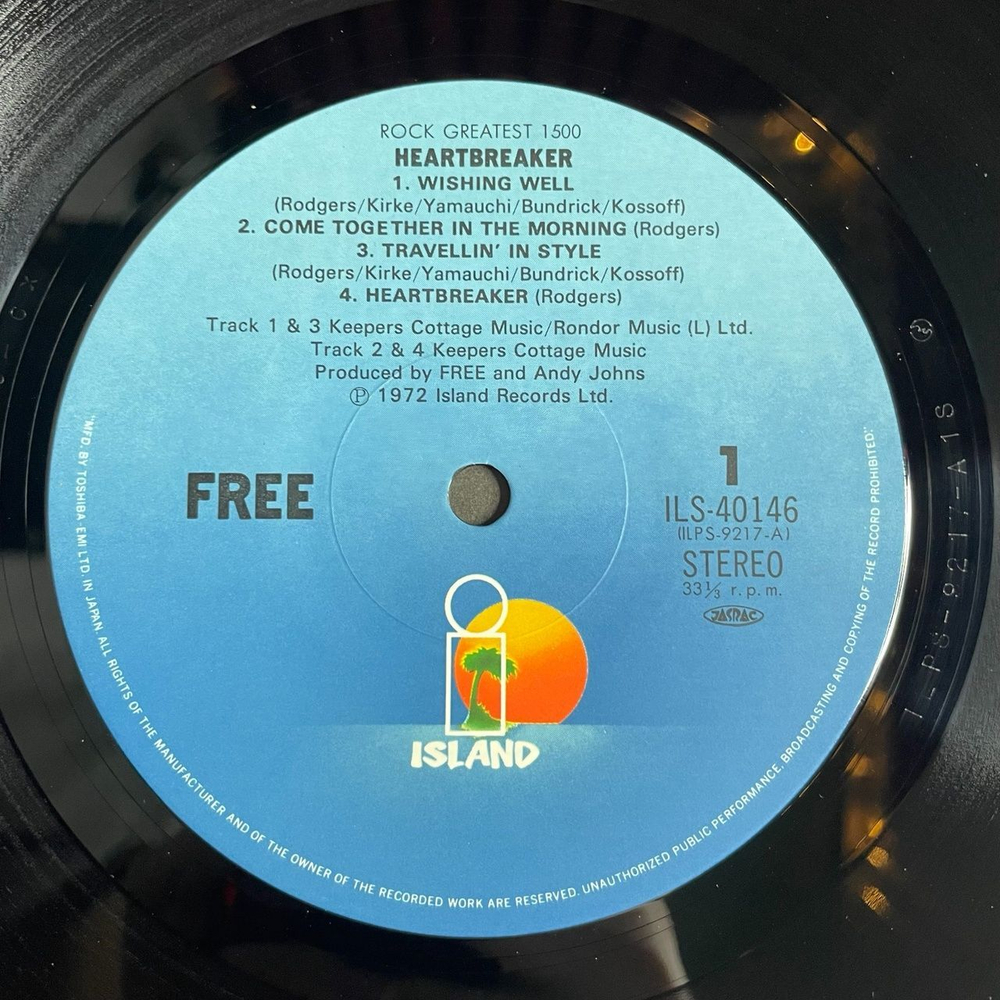 ROCK GREATEST 1500
HEARTBREAKER
1. WISHING WELL
(Rodgers/Kirke/Yamauchi/Bundrick/Kossoff)
2. COME TOGETHER IN THE MORNING (Rodgers)
3. TRAVELLIN' IN STYLE
(Rodgers/Kirke/Yamauchi/Bundrick/Kossoff)
4. HEARTBREAKER (Rodgers)
Track 1 & 3 Keepers Cottage Music/Rondor Music (L) Ltd.
Track 2 & 4 Keepers Cottage Music
Produced by FREE and Andy Johns
℗ 1972 Island Records Ltd.
FREE
1
ILS-40146
(ILPS-9217-A)
STEREO
33⅓ r.p.m.
JASRAC
ISLAND
"MFD. BY TOSHIBA-EMI LTD. IN JAPAN. ALL RIGHTS OF THE MANUFACTURER AND OF THE OWNER OF THE RECORDED WORK ARE RESERVED. UNAUTHORIZED PUBLIC PERFORMANCE, BROADCASTING AND COPYING OF THE RECORD PROHIBITED."